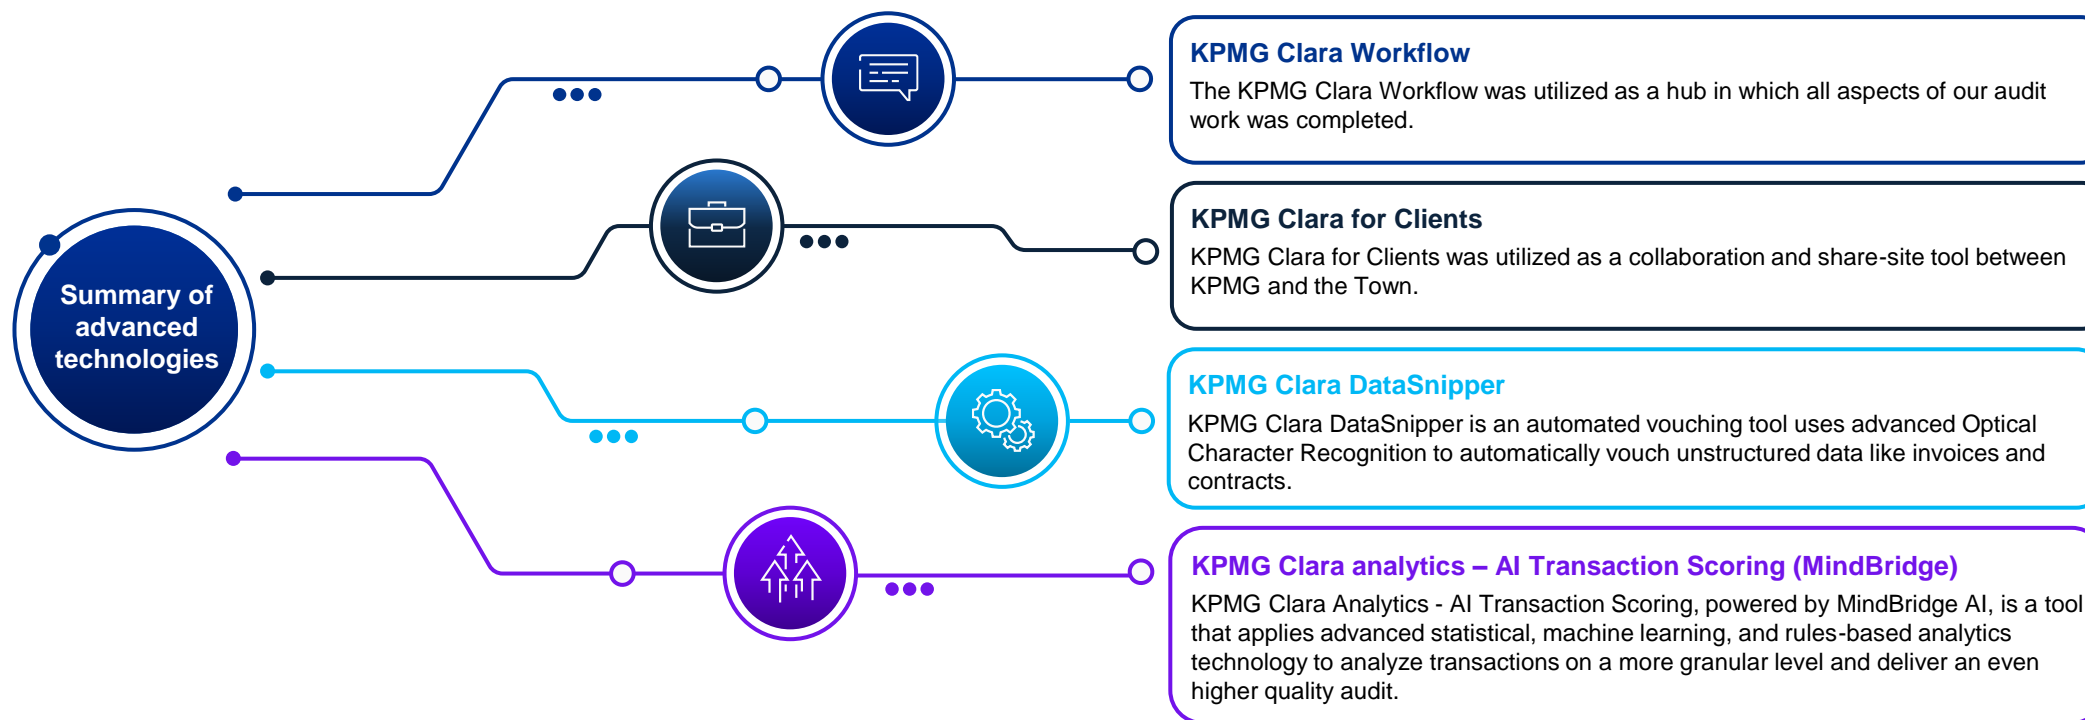 Summary of
advanced
technologies
KPMG Clara Workflow
The KPMG Clara Workflow was utilized as a hub in which all aspects of our audit
work was completed.
KPMG Clara for Clients
KPMG Clara for Clients was utilized as a collaboration and share-site tool between
KPMG and the Town.
KPMG Clara DataSnipper
KPMG Clara DataSnipper is an automated vouching tool uses advanced Optical
Character Recognition to automatically vouch unstructured data like invoices and
contracts.
KPMG Clara analytics – AI Transaction Scoring (MindBridge)
KPMG Clara Analytics - AI Transaction Scoring, powered by MindBridge AI, is a tool
that applies advanced statistical, machine learning, and rules-based analytics
technology to analyze transactions on a more granular level and deliver an even
higher quality audit.